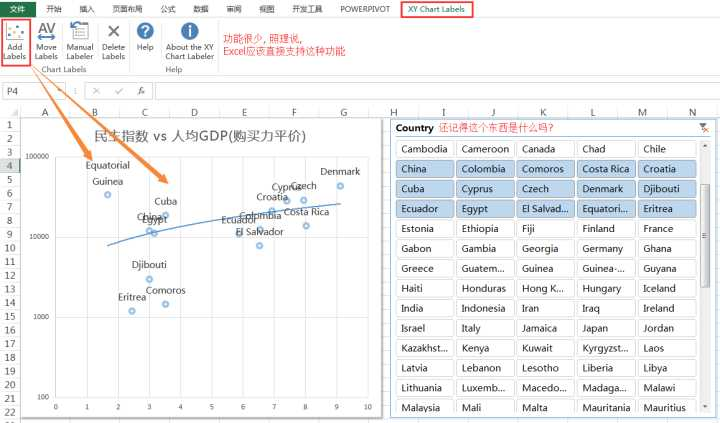 文件 开始 插入 页面布局 公式 数据 审阅 视图 开发工具 POWERPIVOT XY Chart Labels
Add Labels
Move Labels
Manual Labeler
Delete Labels
Help
About the XY Chart Labeler
功能很少, 照理说,
Excel应该直接支持这种功能
Chart Labels
Help
P4
A B C D E F G H I J K L M N
1
2
3
4
5
6
7
8
9
10
11
12
13
14
15
16
17
18
19
20
21
22
民主指数 vs 人均GDP(购买力平价)
100000
10000
1000
100
0 1 2 3 4 5 6 7 8 9 10
Equatorial
Guinea
Denmark
Cyprus
Czech
Croatia
Cuba
China
Egypt
Ecuador
Colombia
Costa Rica
El Salvador
Djibouti
Comoros
Eritrea
Country 还记得这个东西是什么吗?
Cambodia Cameroon Canada Chad Chile
China Colombia Comoros Costa Rica Croatia
Cuba Cyprus Czech Denmark Djibouti
Ecuador Egypt El Salvad... Equatori... Eritrea
Estonia Ethiopia Fiji Finland France
Gabon Gambia Georgia Germany Ghana
Greece Guatem... Guinea Guinea-... Guyana
Haiti Honduras Hong K... Hungary Iceland
India Indonesia Iran Iraq Ireland
Israel Italy Jamaica Japan Jordan
Kazakhst... Kenya Kuwait Kyrgyzst... Laos
Latvia Lebanon Lesotho Liberia Libya
Lithuania Luxemb... Macedo... Madaga... Malawi
Malaysia Mali Malta Mauritania Mauritius